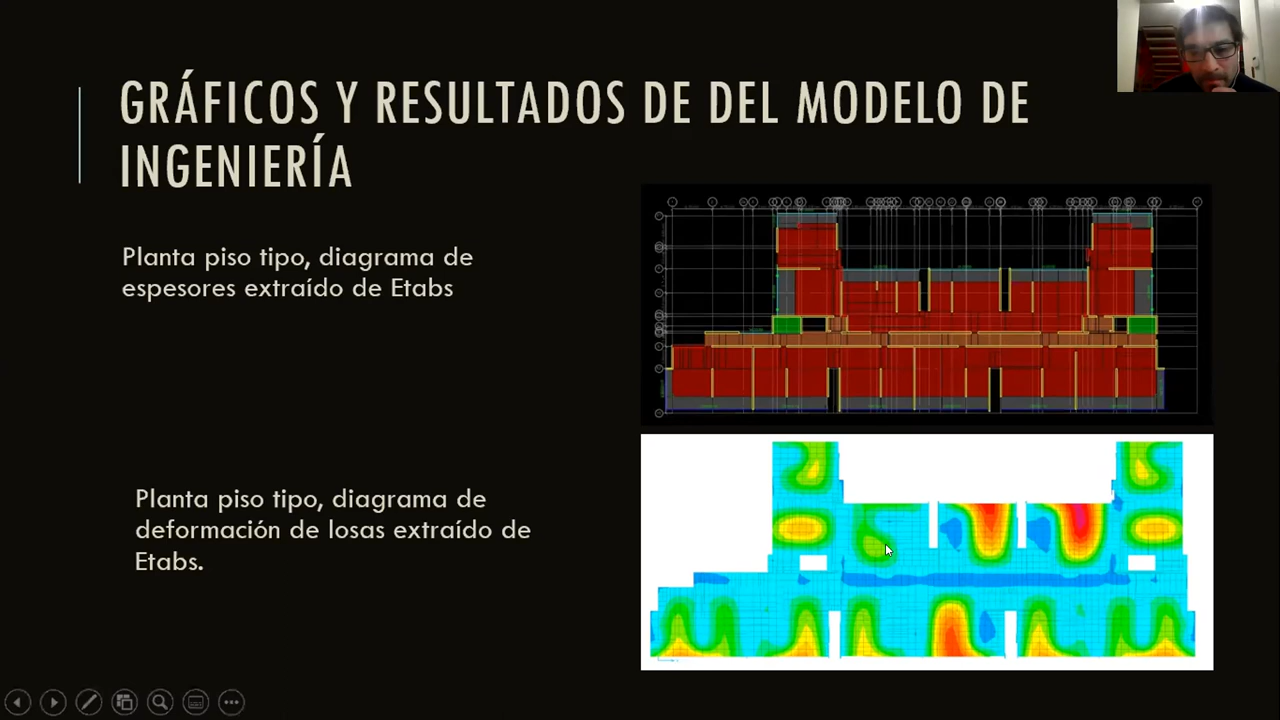 GRÁFICOS Y RESULTADOS DE DEL MODELO DE
INGENIERÍA
Planta piso tipo, diagrama de
espesores extraído de Etabs
Planta piso tipo, diagrama de
deformación de losas extraído de
Etabs.